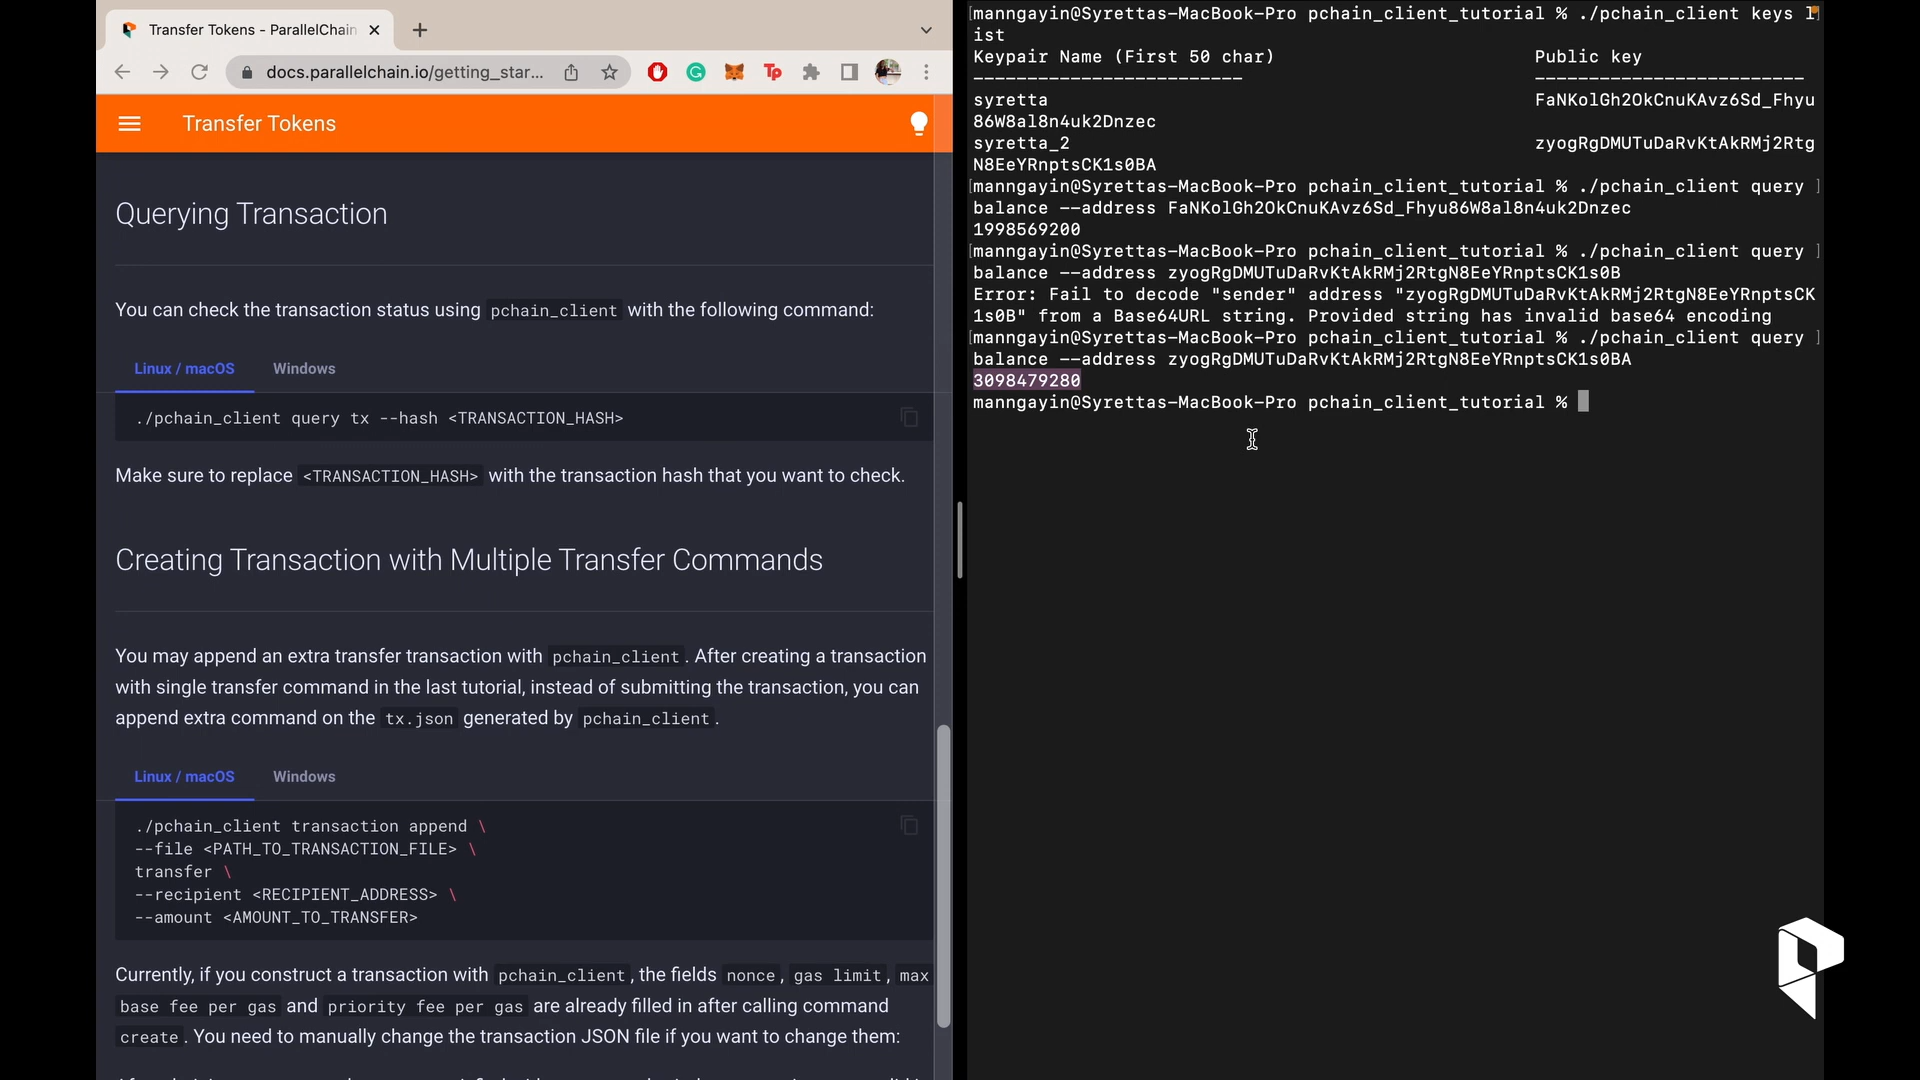 Transfer Tokens - ParallelChain
docs.parallelchain.io/getting_star...
Transfer Tokens
Querying Transaction
You can check the transaction status using pchain_client with the following command:
Linux / macOS Windows
./pchain_client query tx --hash <TRANSACTION_HASH>
Make sure to replace <TRANSACTION_HASH> with the transaction hash that you want to check.
Creating Transaction with Multiple Transfer Commands
You may append an extra transfer transaction with pchain_client. After creating a transaction
with single transfer command in the last tutorial, instead of submitting the transaction, you can
append extra command on the tx.json generated by pchain_client.
Linux / macOS Windows
./pchain_client transaction append \
--file <PATH_TO_TRANSACTION_FILE> \
transfer \
--recipient <RECIPIENT_ADDRESS> \
--amount <AMOUNT_TO_TRANSFER>
Currently, if you construct a transaction with pchain_client, the fields nonce, gas limit, max
base fee per gas and priority fee per gas are already filled in after calling command
create. You need to manually change the transaction JSON file if you want to change them:
[manngayin@Syrettas-MacBook-Pro pchain_client_tutorial % ./pchain_client keys l]
ist
Keypair Name (First 50 char) Public key
------------------------- -------------------------
syretta FaNKolGh2OkCnuKAvz6Sd_Fhyu
86W8al8n4uk2Dnzec
syretta_2 zyogRgDMUTuDaRvKtAkRMj2Rtg
N8EeYRnptsCK1s0BA
[manngayin@Syrettas-MacBook-Pro pchain_client_tutorial % ./pchain_client query ]
balance --address FaNKolGh2OkCnuKAvz6Sd_Fhyu86W8al8n4uk2Dnzec
1998569200
[manngayin@Syrettas-MacBook-Pro pchain_client_tutorial % ./pchain_client query ]
balance --address zyogRgDMUTuDaRvKtAkRMj2RtgN8EeYRnptsCK1s0B
Error: Fail to decode "sender" address "zyogRgDMUTuDaRvKtAkRMj2RtgN8EeYRnptsCK
1s0B" from a Base64URL string. Provided string has invalid base64 encoding
[manngayin@Syrettas-MacBook-Pro pchain_client_tutorial % ./pchain_client query ]
balance --address zyogRgDMUTuDaRvKtAkRMj2RtgN8EeYRnptsCK1s0BA
3098479280
manngayin@Syrettas-MacBook-Pro pchain_client_tutorial %